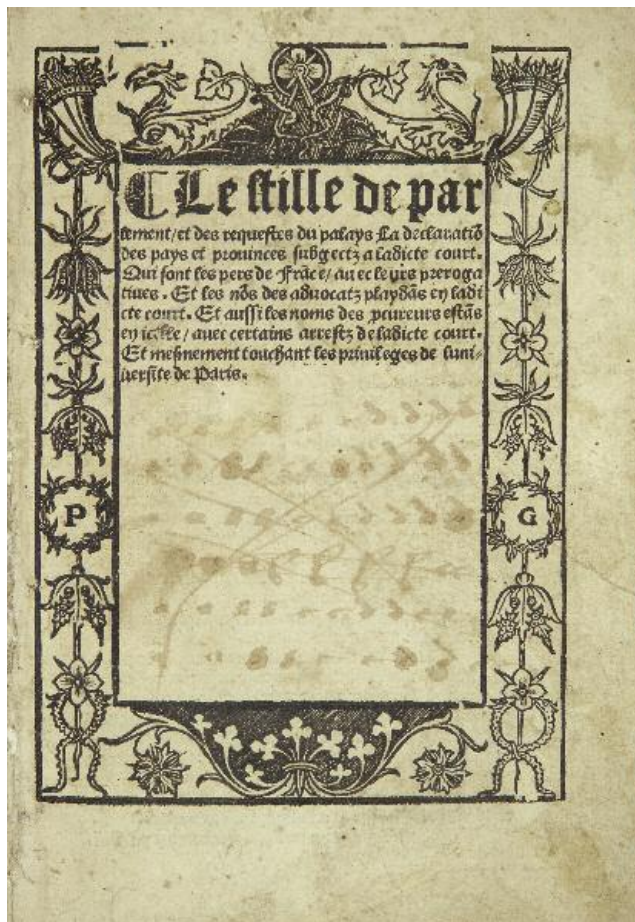 ❡ Le stille de par
lement/et des requestes du palays La declaratiõ
des pays et prouinces subgectz a ladicte court.
Qui sont les pers de Frãce/auec leurs preroga
tiues. Et les nõs des aduocatz playdãs en ladi
cte court. Et aussi les noms des ꝓcureurs estãs
en icelle/auec certains arrestz de ladicte court.
Et mesmement touchant les priuileges de luni-
uersite de Paris.
P
G